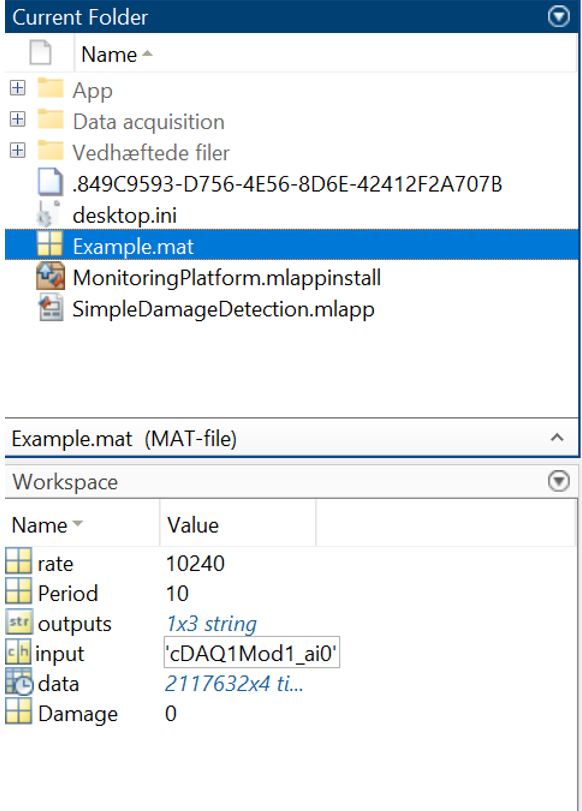 Current Folder
Name
App
Data acquisition
Vedhæftede filer
.849C9593-D756-4E56-8D6E-42412F2A707B
desktop.ini
Example.mat
MonitoringPlatform.mlappinstall
SimpleDamageDetection.mlapp
Example.mat (MAT-file)
Workspace
Name Value
rate 10240
Period 10
str outputs 1x3 string
ch input 'cDAQ1Mod1_ai0'
data 2117632x4 ti...
Damage 0